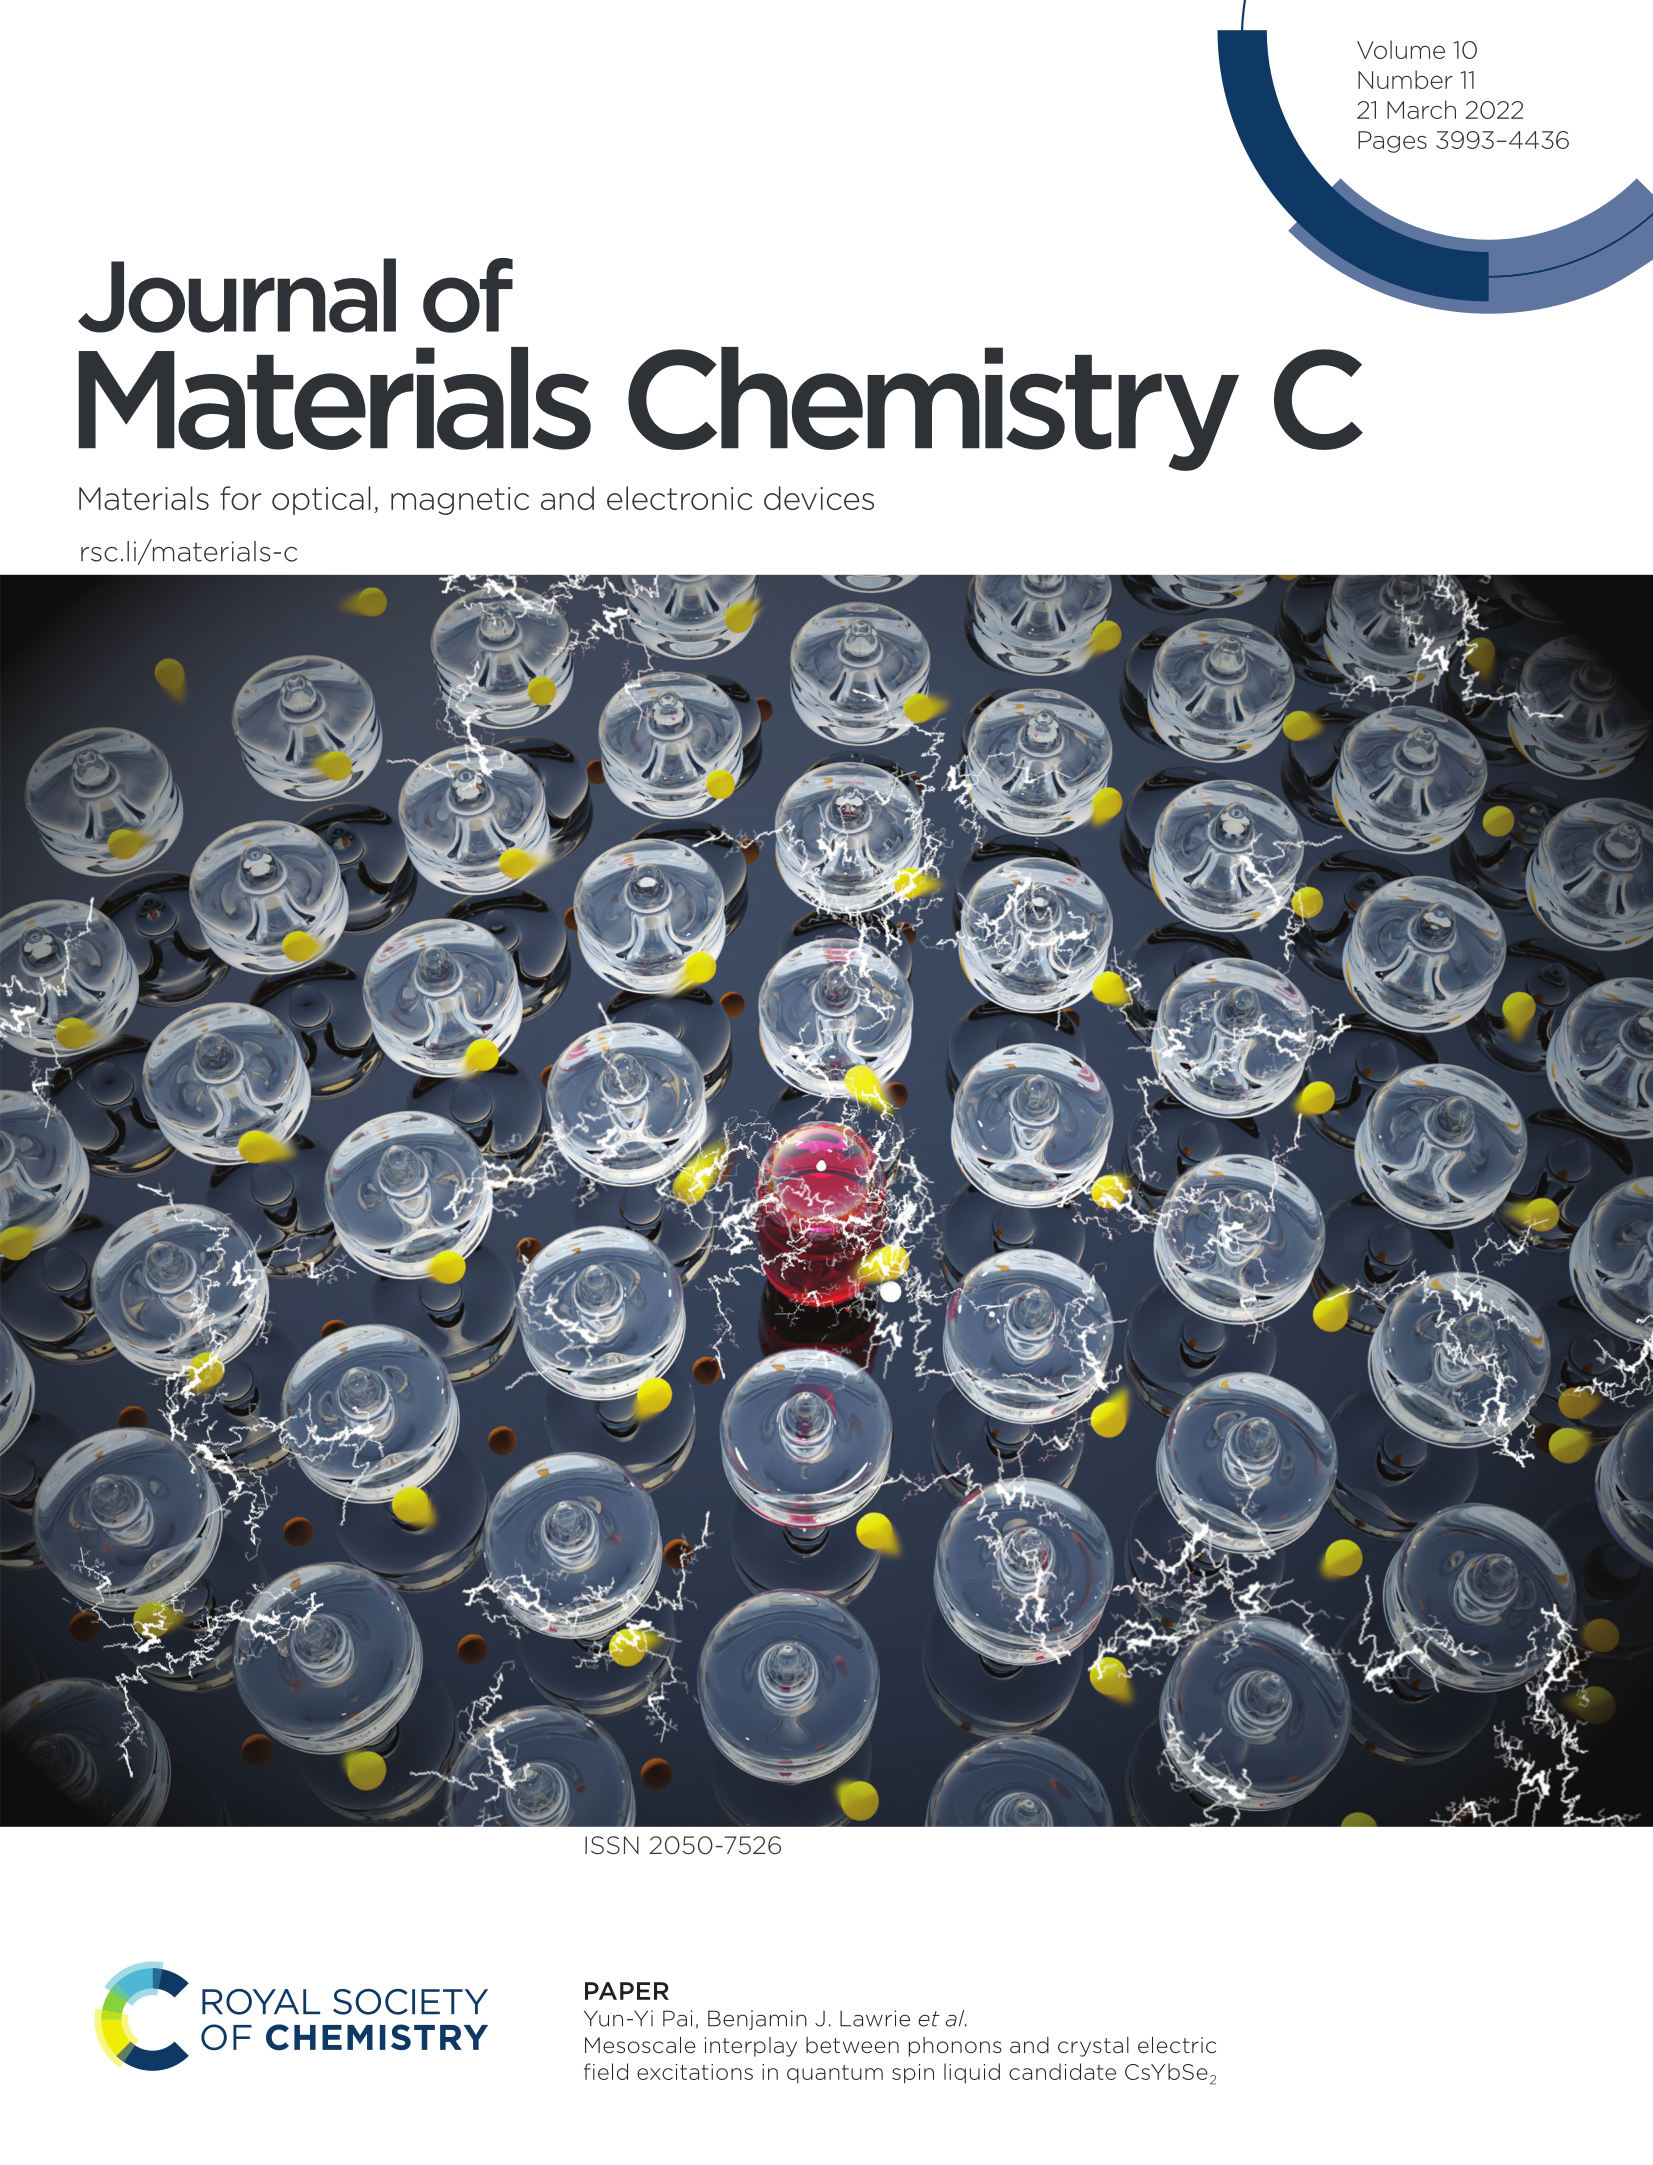 Volume 10
Number 11
21 March 2022
Pages 3993–4436
Journal of
Materials Chemistry C
Materials for optical, magnetic and electronic devices
rsc.li/materials-c
ISSN 2050-7526
ROYAL SOCIETY
OF CHEMISTRY
PAPER
Yun-Yi Pai, Benjamin J. Lawrie et al.
Mesoscale interplay between phonons and crystal electric
field excitations in quantum spin liquid candidate CsYbSe₂